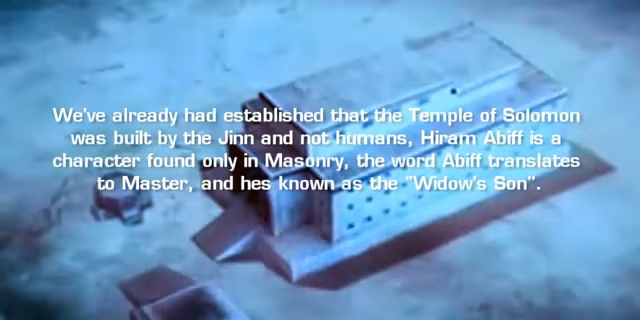 We've already had established that the Temple of Solomon
was built by the Jinn and not humans, Hiram Abiff is a
character found only in Masonry, the word Abiff translates
to Master, and hes known as the "Widow's Son".